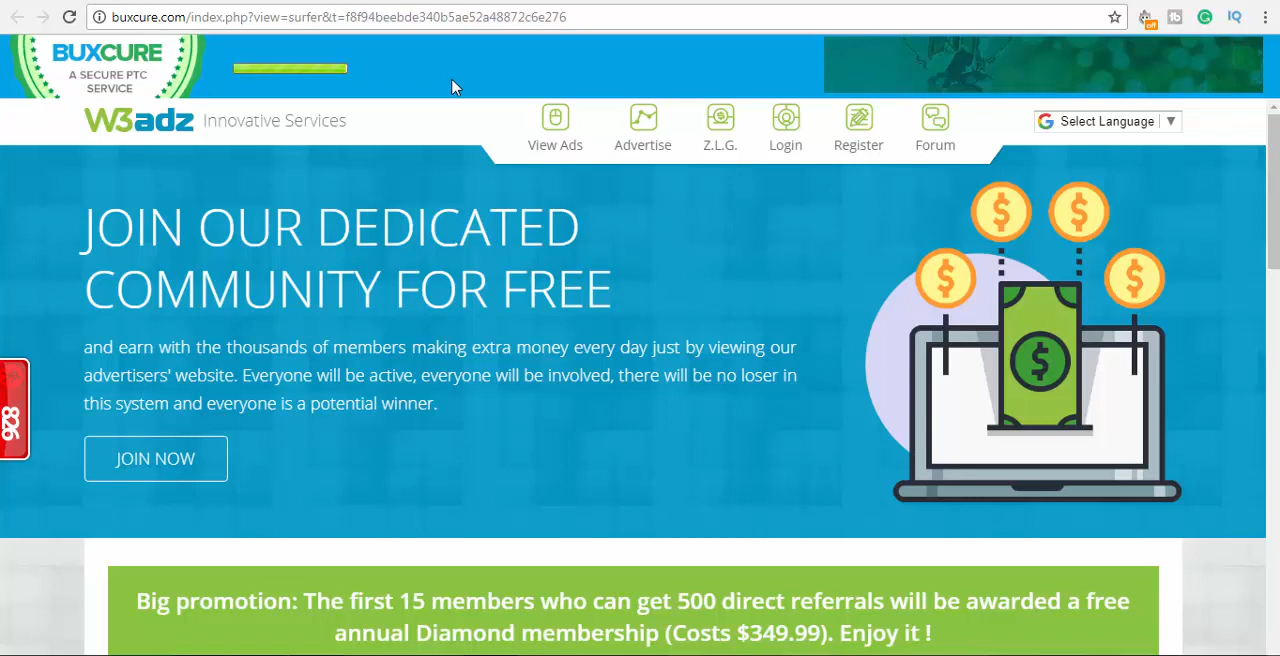 buxcure.com/index.php?view=surfer&t=f8f94beebde340b5ae52a48872c6e276
off
tb
IQ
BUXCURE
A SECURE PTC
SERVICE
W3adz Innovative Services
View Ads Advertise Z.L.G. Login Register Forum
G Select Language ▼
JOIN OUR DEDICATED
COMMUNITY FOR FREE
and earn with the thousands of members making extra money every day just by viewing our
advertisers' website. Everyone will be active, everyone will be involved, there will be no loser in
this system and everyone is a potential winner.
JOIN NOW
826
$ $ $ $
$
Big promotion: The first 15 members who can get 500 direct referrals will be awarded a free
annual Diamond membership (Costs $349.99). Enjoy it !